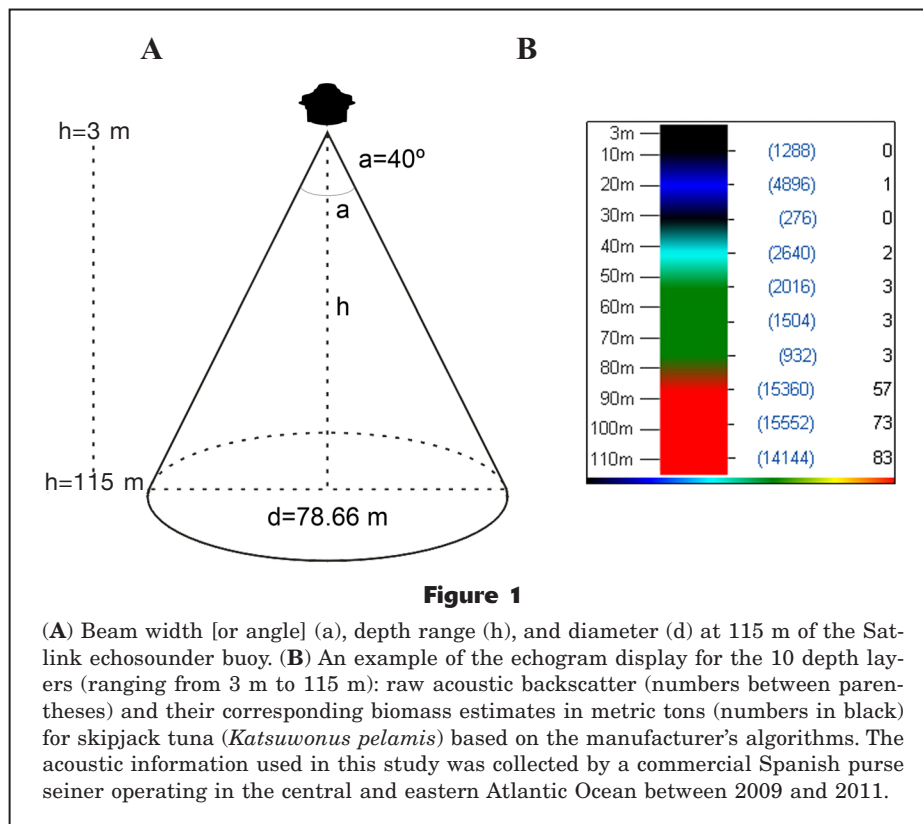 A
B
h=3 m
a=40º
a
h
h=115 m
d=78.66 m
3m
10m
(1288) 0
20m
(4896) 1
30m
(276) 0
40m
(2640) 2
50m
(2016) 3
60m
(1504) 3
70m
(932) 3
80m
(15360) 57
90m
(15552) 73
100m
(14144) 83
110m
Figure 1
(A) Beam width [or angle] (a), depth range (h), and diameter (d) at 115 m of the Sat-
link echosounder buoy. (B) An example of the echogram display for the 10 depth lay-
ers (ranging from 3 m to 115 m): raw acoustic backscatter (numbers between paren-
theses) and their corresponding biomass estimates in metric tons (numbers in black)
for skipjack tuna (Katsuwonus pelamis) based on the manufacturer's algorithms. The
acoustic information used in this study was collected by a commercial Spanish purse
seiner operating in the central and eastern Atlantic Ocean between 2009 and 2011.